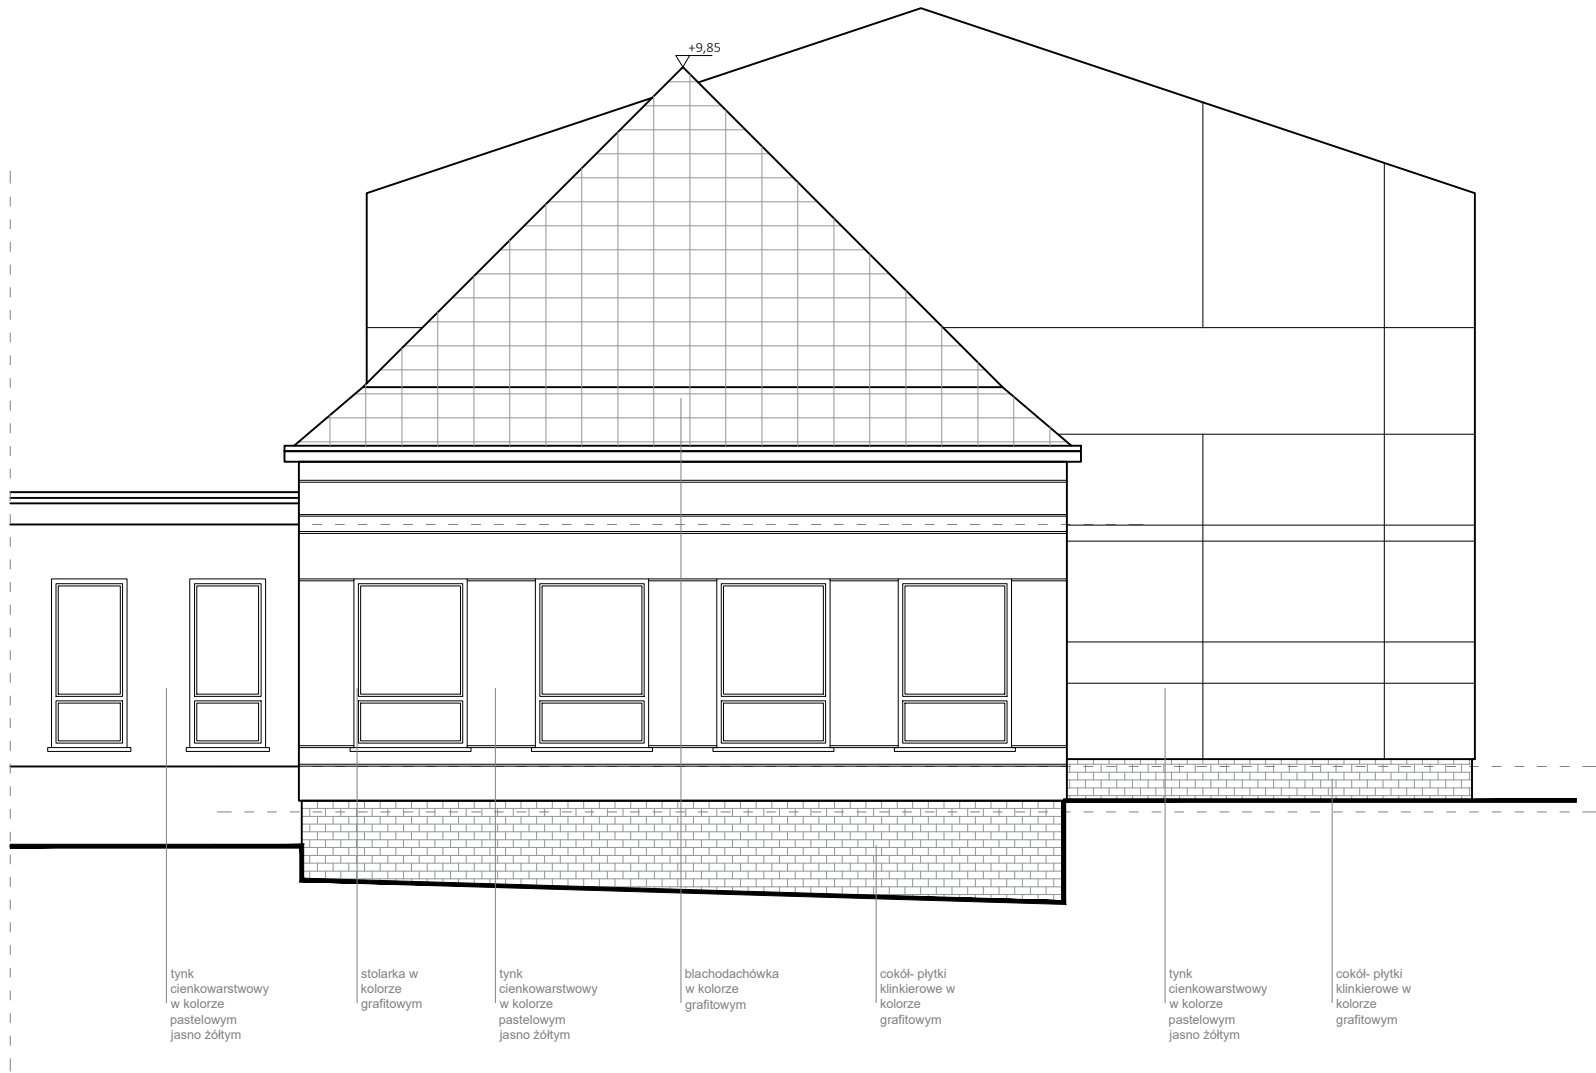 +9,85
tynk
cienkowarstwowy
w kolorze
pastelowym
jasno żółtym
stolarka w
kolorze
grafitowym
tynk
cienkowarstwowy
w kolorze
pastelowym
jasno żółtym
blachodachówka
w kolorze
grafitowym
cokół- płytki
klinkierowe w
kolorze
grafitowym
tynk
cienkowarstwowy
w kolorze
pastelowym
jasno żółtym
cokół- płytki
klinkierowe w
kolorze
grafitowym